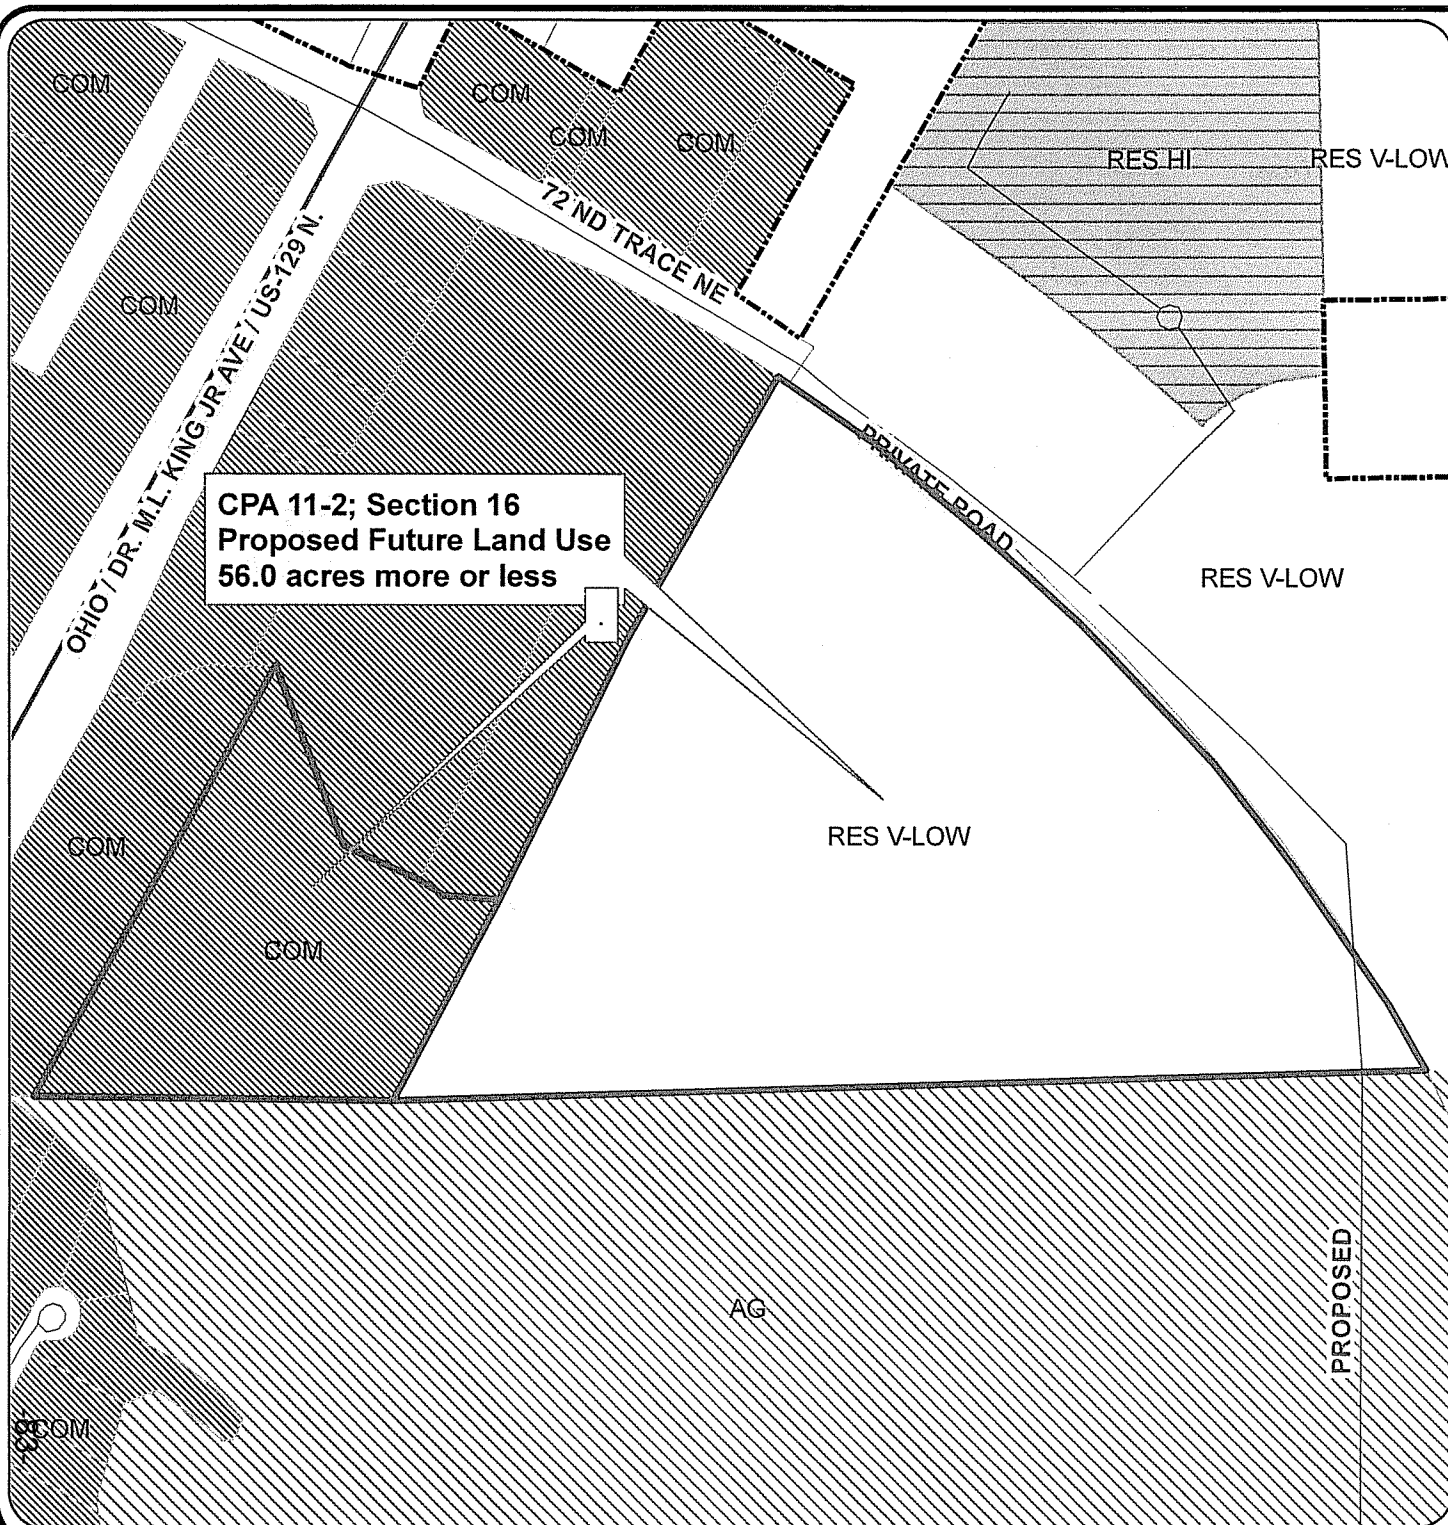 COM
COM
COM
COM
RES HI
RES V-LOW
72 ND TRACE NE
COM
OHIO / DR. M.L. KING JR AVE / US-129 N.
PRIVATE ROAD
CPA 11-2; Section 16
Proposed Future Land Use
56.0 acres more or less
RES V-LOW
RES V-LOW
COM
COM
AG
PROPOSED
COM